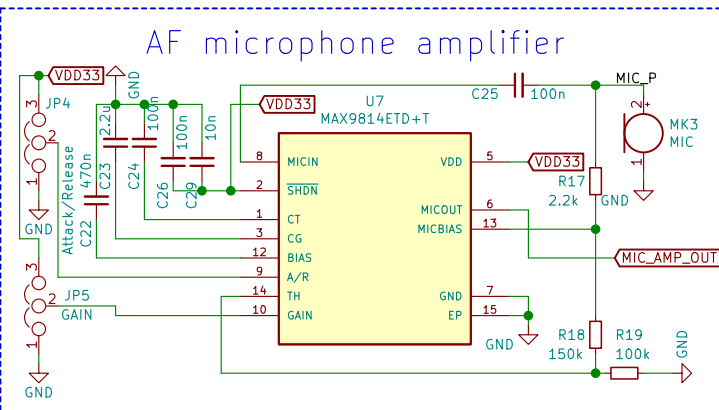 AF microphone amplifier
VDD33
GND
JP4
3
2
1
GND
Attack/Release
470n
C22
2.2u
C23
100n
C24
100n
C26
10n
C29
VDD33
C25
100n
MIC_P
U7
MAX9814ETD+T
2
+
MK3
MIC
1
GND
8
MICIN
2
SHDN
1
CT
3
CG
12
BIAS
9
A/R
14
TH
10
GAIN
VDD
5
VDD33
MICOUT
6
MICBIAS
13
GND
7
EP
15
GND
R17
2.2k
MIC_AMP_OUT
3
JP5
2
GAIN
1
GND
R18
150k
R19
100k
GND